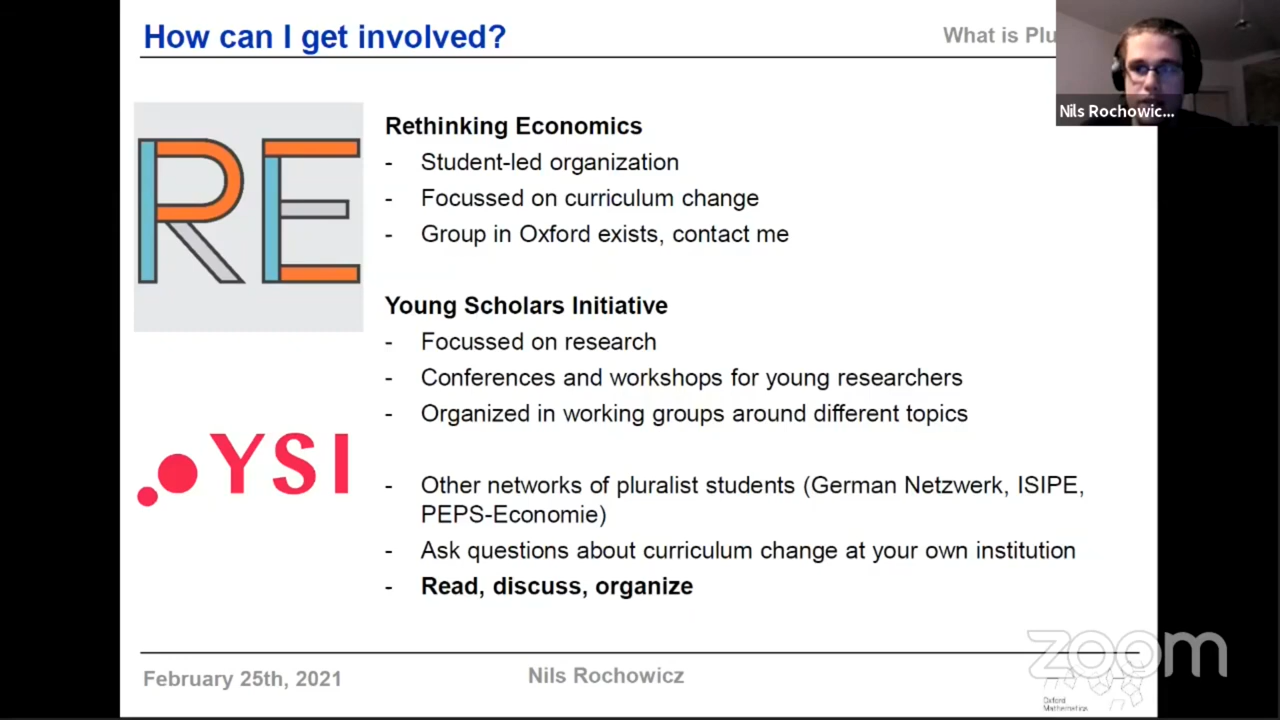 How can I get involved?
What is Plu
Nils Rochowic...
RE
Rethinking Economics
- Student-led organization
- Focussed on curriculum change
- Group in Oxford exists, contact me
Young Scholars Initiative
- Focussed on research
- Conferences and workshops for young researchers
- Organized in working groups around different topics
YSI
- Other networks of pluralist students (German Netzwerk, ISIPE,
PEPS-Economie)
- Ask questions about curriculum change at your own institution
- Read, discuss, organize
zoom
February 25th, 2021
Nils Rochowicz
Oxford
Mathematics